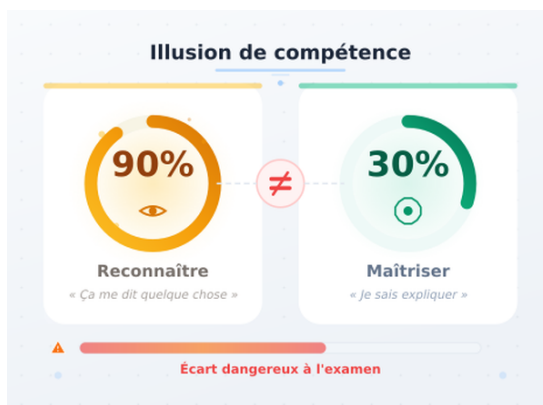 Illusion de compétence
90%
≠
30%
Reconnaître
Maîtriser
« Ça me dit quelque chose »
« Je sais expliquer »
Écart dangereux à l'examen